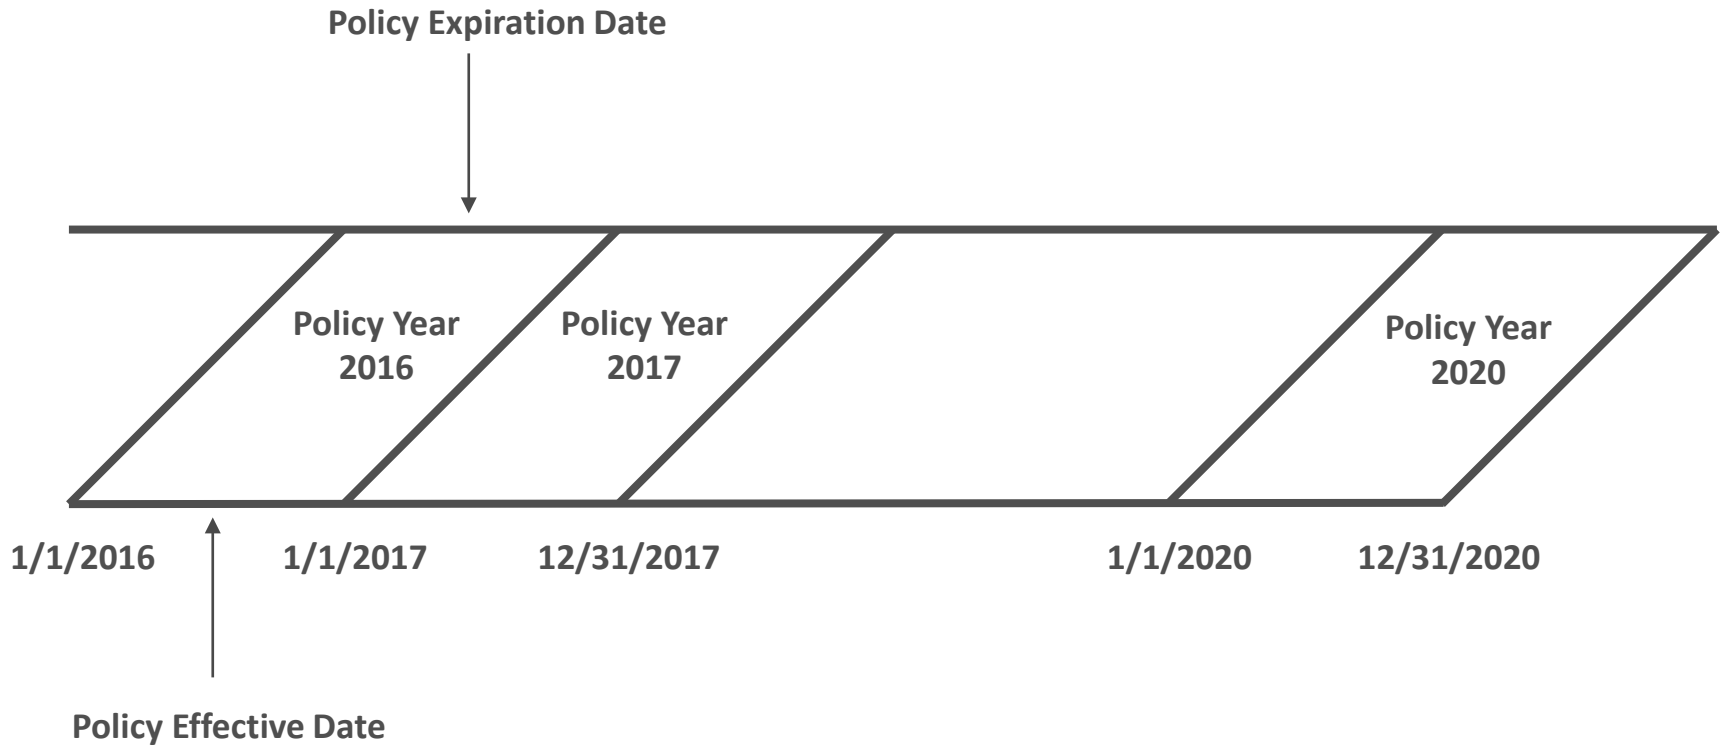 Policy Expiration Date
Policy Year
2016
Policy Year
2017
Policy Year
2020
1/1/2016
1/1/2017
12/31/2017
1/1/2020
12/31/2020
Policy Effective Date